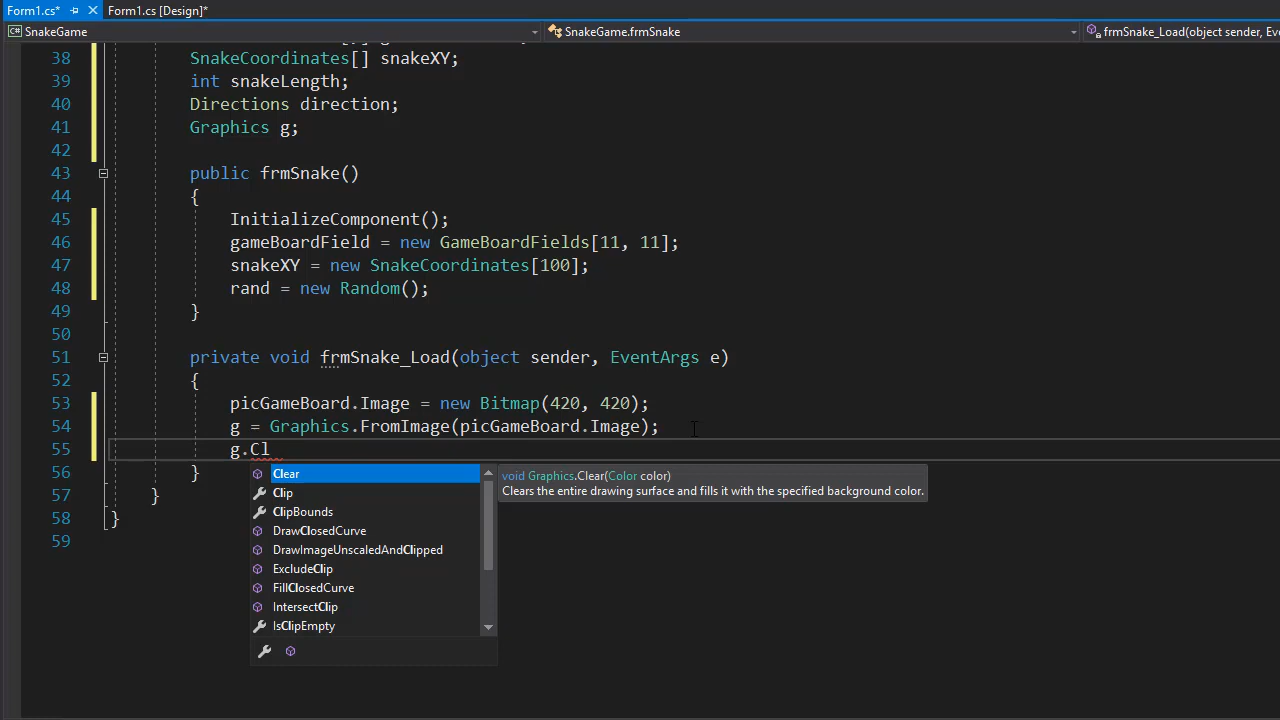 Form1.cs* Form1.cs [Design]*
SnakeGame SnakeGame.frmSnake frmSnake_Load(object sender, Eve
38 SnakeCoordinates[] snakeXY;
39 int snakeLength;
40 Directions direction;
41 Graphics g;
42
43 public frmSnake()
44 {
45 InitializeComponent();
46 gameBoardField = new GameBoardFields[11, 11];
47 snakeXY = new SnakeCoordinates[100];
48 rand = new Random();
49 }
50
51 private void frmSnake_Load(object sender, EventArgs e)
52 {
53 picGameBoard.Image = new Bitmap(420, 420);
54 g = Graphics.FromImage(picGameBoard.Image);
55 g.Cl
56 }
57 }
58 }
59
Clear
Clip
ClipBounds
DrawClosedCurve
DrawImageUnscaledAndClipped
ExcludeClip
FillClosedCurve
IntersectClip
IsClipEmpty
void Graphics.Clear(Color color)
Clears the entire drawing surface and fills it with the specified background color.